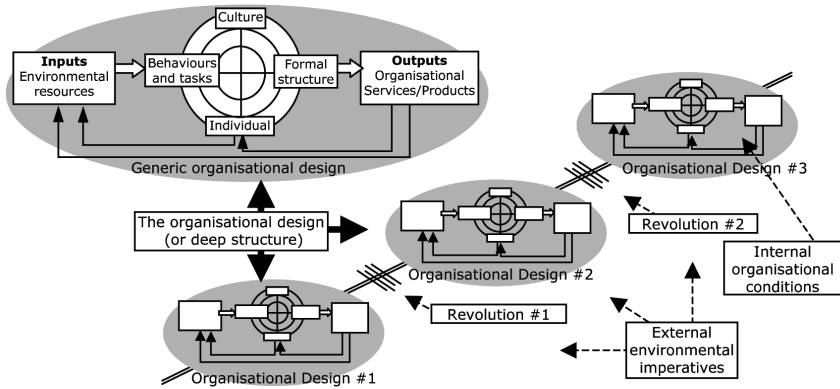 Culture
Inputs
Environmental
resources
Behaviours
and tasks
Formal
structure
Outputs
Organisational
Services/Products
Individual
Generic organisational design
The organisational design
(or deep structure)
Organisational Design #3
Revolution #2
Organisational Design #2
Internal
organisational
conditions
Revolution #1
External
environmental
imperatives
Organisational Design #1